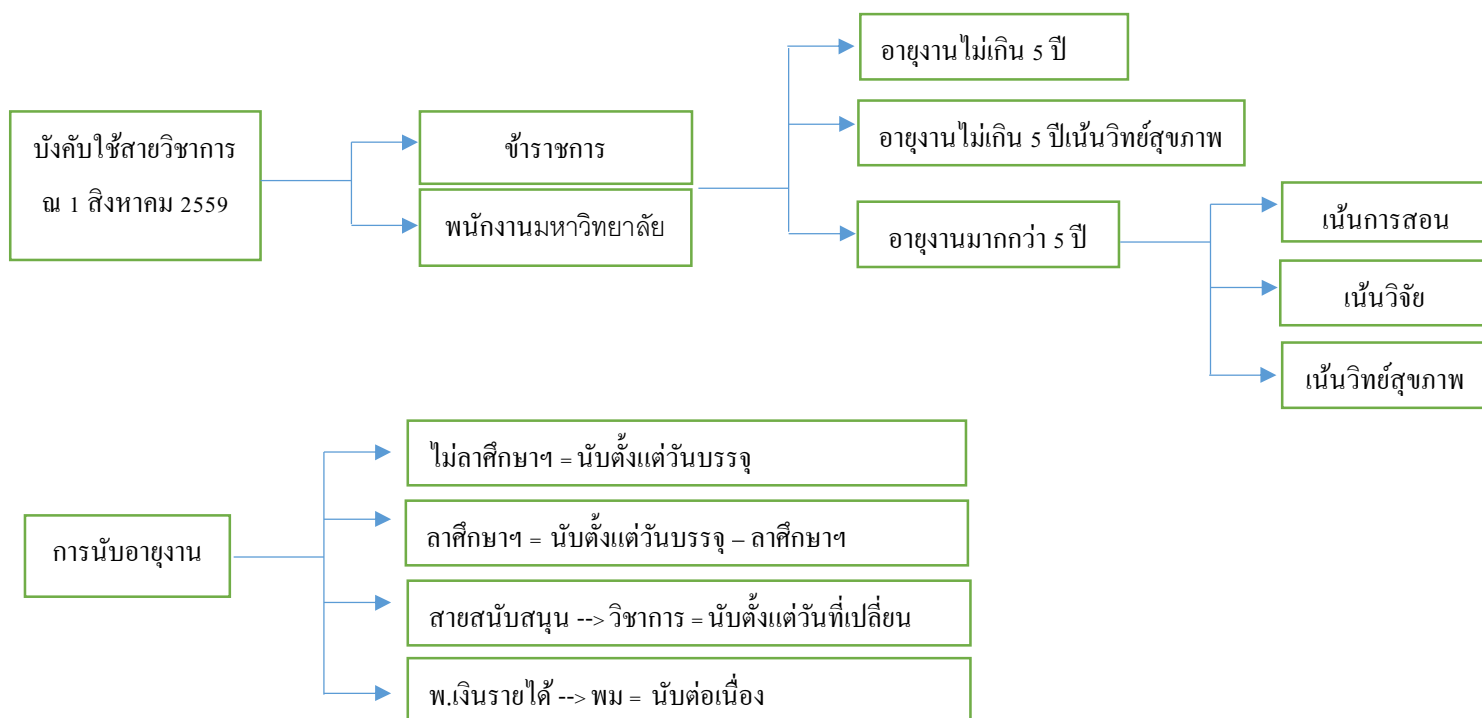 บังคับใช้สายวิชาการ
ณ 1 สิงหาคม 2559
ข้าราชการ
พนักงานมหาวิทยาลัย
อายุงานไม่เกิน 5 ปี
อายุงานไม่เกิน 5 ปีเน้นวิทย์สุขภาพ
อายุงานมากกว่า 5 ปี
เน้นการสอน
เน้นวิจัย
เน้นวิทย์สุขภาพ
การนับอายุงาน
ไม่ลาศึกษาฯ = นับตั้งแต่วันบรรจุ
ลาศึกษาฯ = นับตั้งแต่วันบรรจุ – ลาศึกษาฯ
สายสนับสนุน --> วิชาการ = นับตั้งแต่วันที่เปลี่ยน
พ.เงินรายได้ --> พม = นับต่อเนื่อง